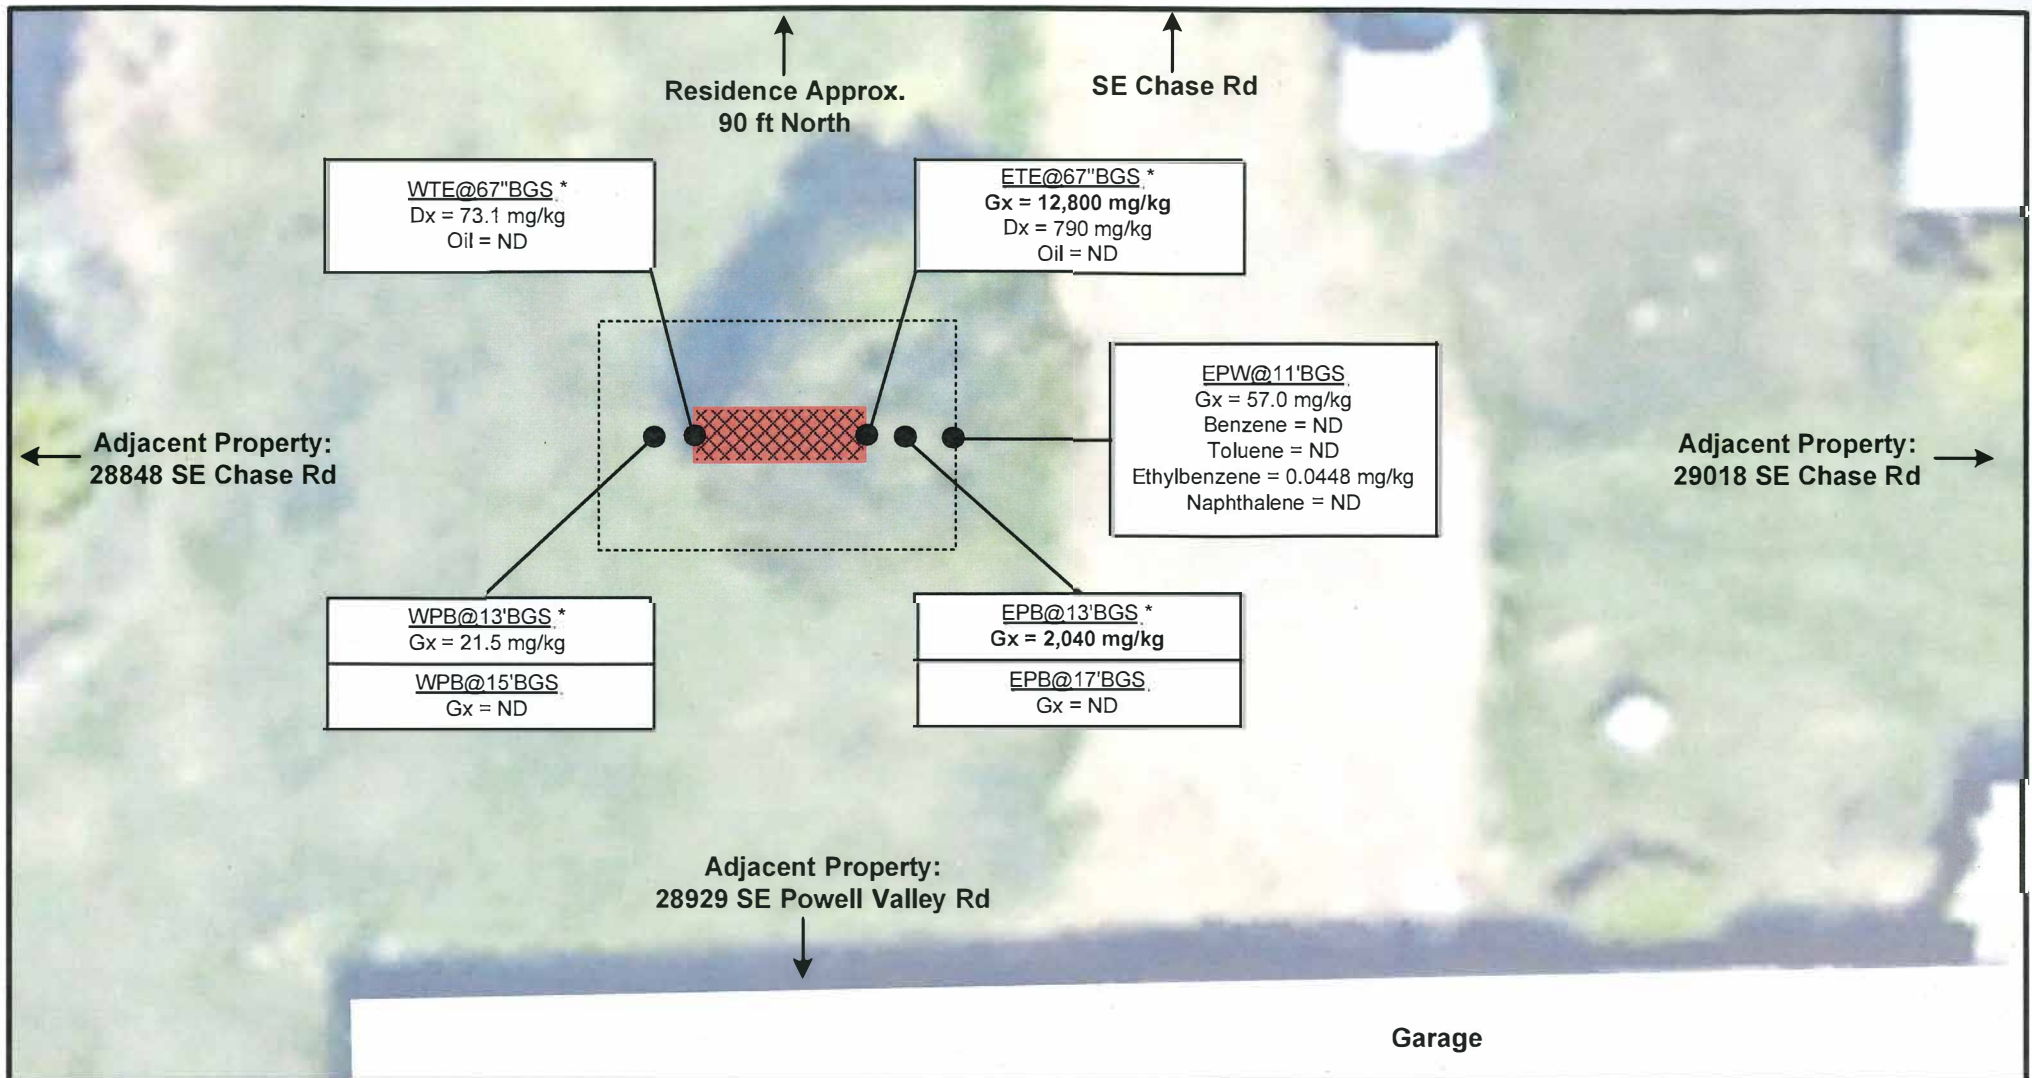 Residence Approx.
90 ft North
SE Chase Rd
WTE@67"BGS *
Dx = 73.1 mg/kg
Oil = ND
ETE@67"BGS *
Gx = 12,800 mg/kg
Dx = 790 mg/kg
Oil = ND
EPW@11'BGS
Gx = 57.0 mg/kg
Benzene = ND
Toluene = ND
Ethylbenzene = 0.0448 mg/kg
Naphthalene = ND
Adjacent Property:
28848 SE Chase Rd
Adjacent Property:
29018 SE Chase Rd
WPB@13'BGS *
Gx = 21.5 mg/kg
WPB@15'BGS
Gx = ND
EPB@13'BGS *
Gx = 2,040 mg/kg
EPB@17'BGS
Gx = ND
Adjacent Property:
28929 SE Powell Valley Rd
Garage